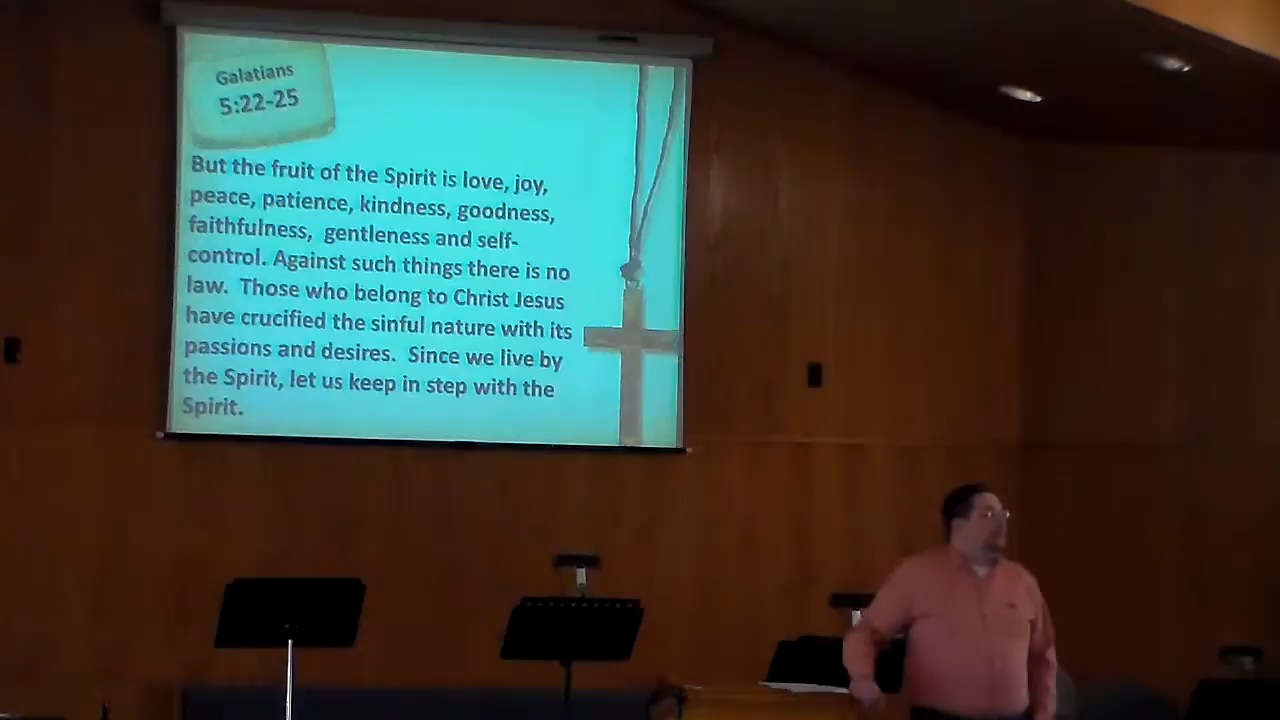 Galatians
5:22-25
But the fruit of the Spirit is love, joy,
peace, patience, kindness, goodness,
faithfulness,  gentleness and self-
control. Against such things there is no
law.  Those who belong to Christ Jesus
have crucified the sinful nature with its
passions and desires.  Since we live by
the Spirit, let us keep in step with the
Spirit.